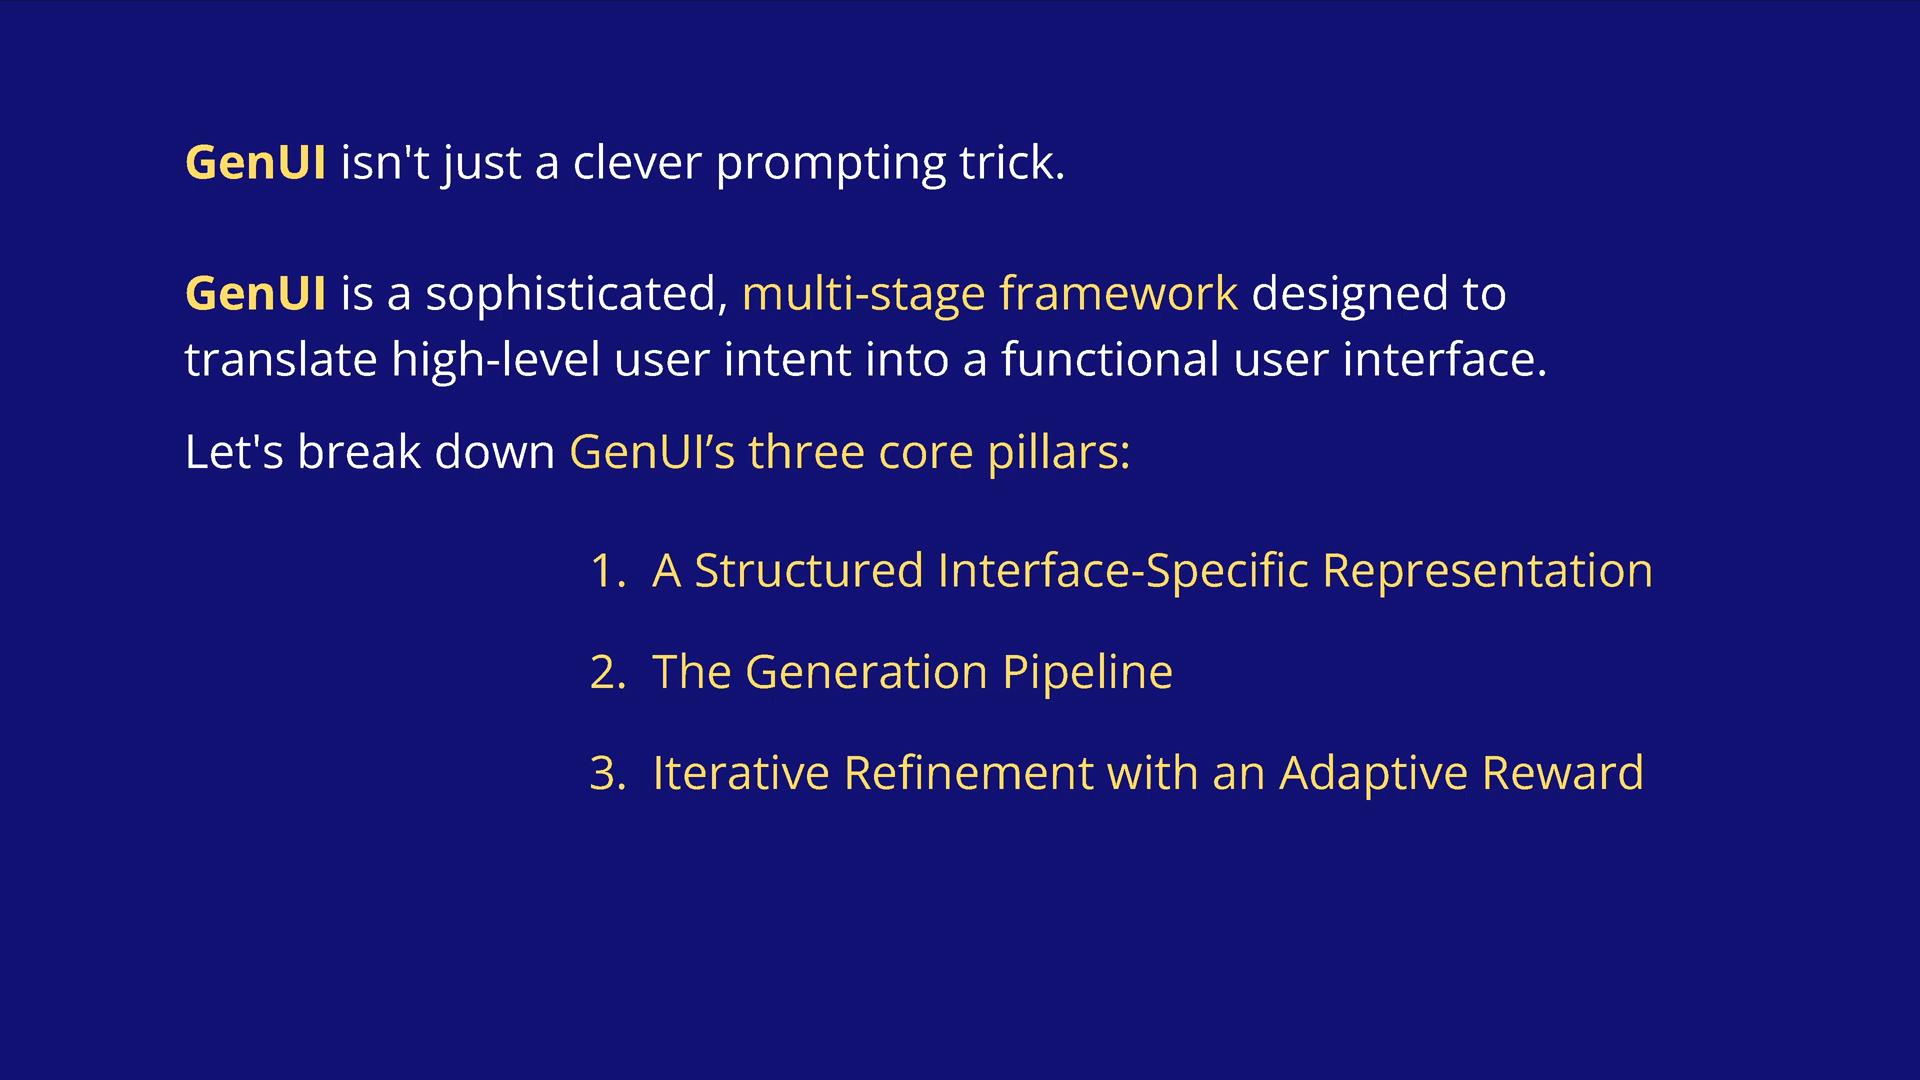 GenUI isn't just a clever prompting trick.
GenUI is a sophisticated, multi-stage framework designed to
translate high-level user intent into a functional user interface.
Let's break down GenUI’s three core pillars:
1. A Structured Interface-Specific Representation
2. The Generation Pipeline
3. Iterative Refinement with an Adaptive Reward